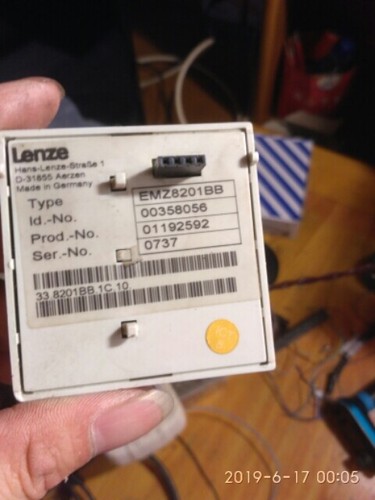 Lenze
Hans-Lenze-Straße 1
D-31855 Aerzen
Made in Germany
Type EMZ8201BB
Id.-No. 00358056
Prod.-No. 01192592
Ser.-No. 0737
33.8201BB.1C.10
2019-6-17 00:05